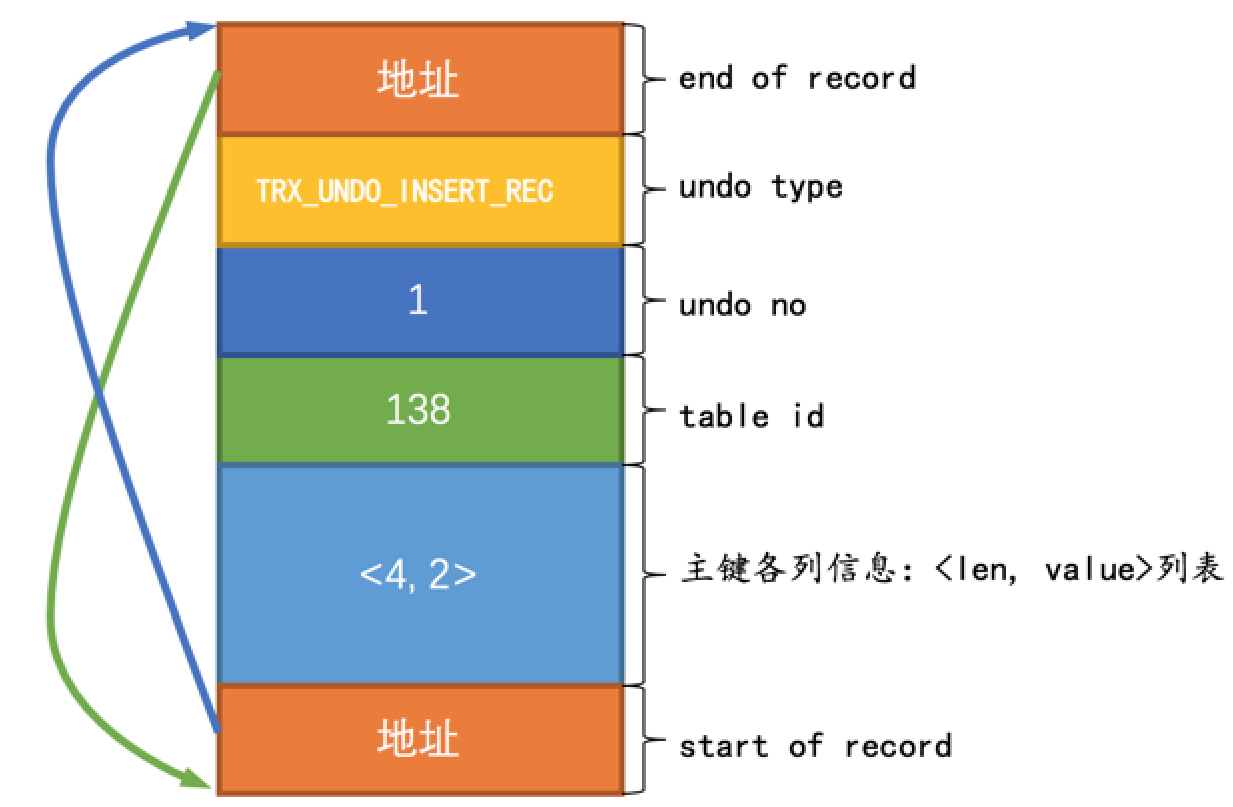 地址
end of record
TRX_UNDO_INSERT_REC
undo type
1
undo no
138
table id
<4, 2>
主键各列信息: <len, value>列表
地址
start of record